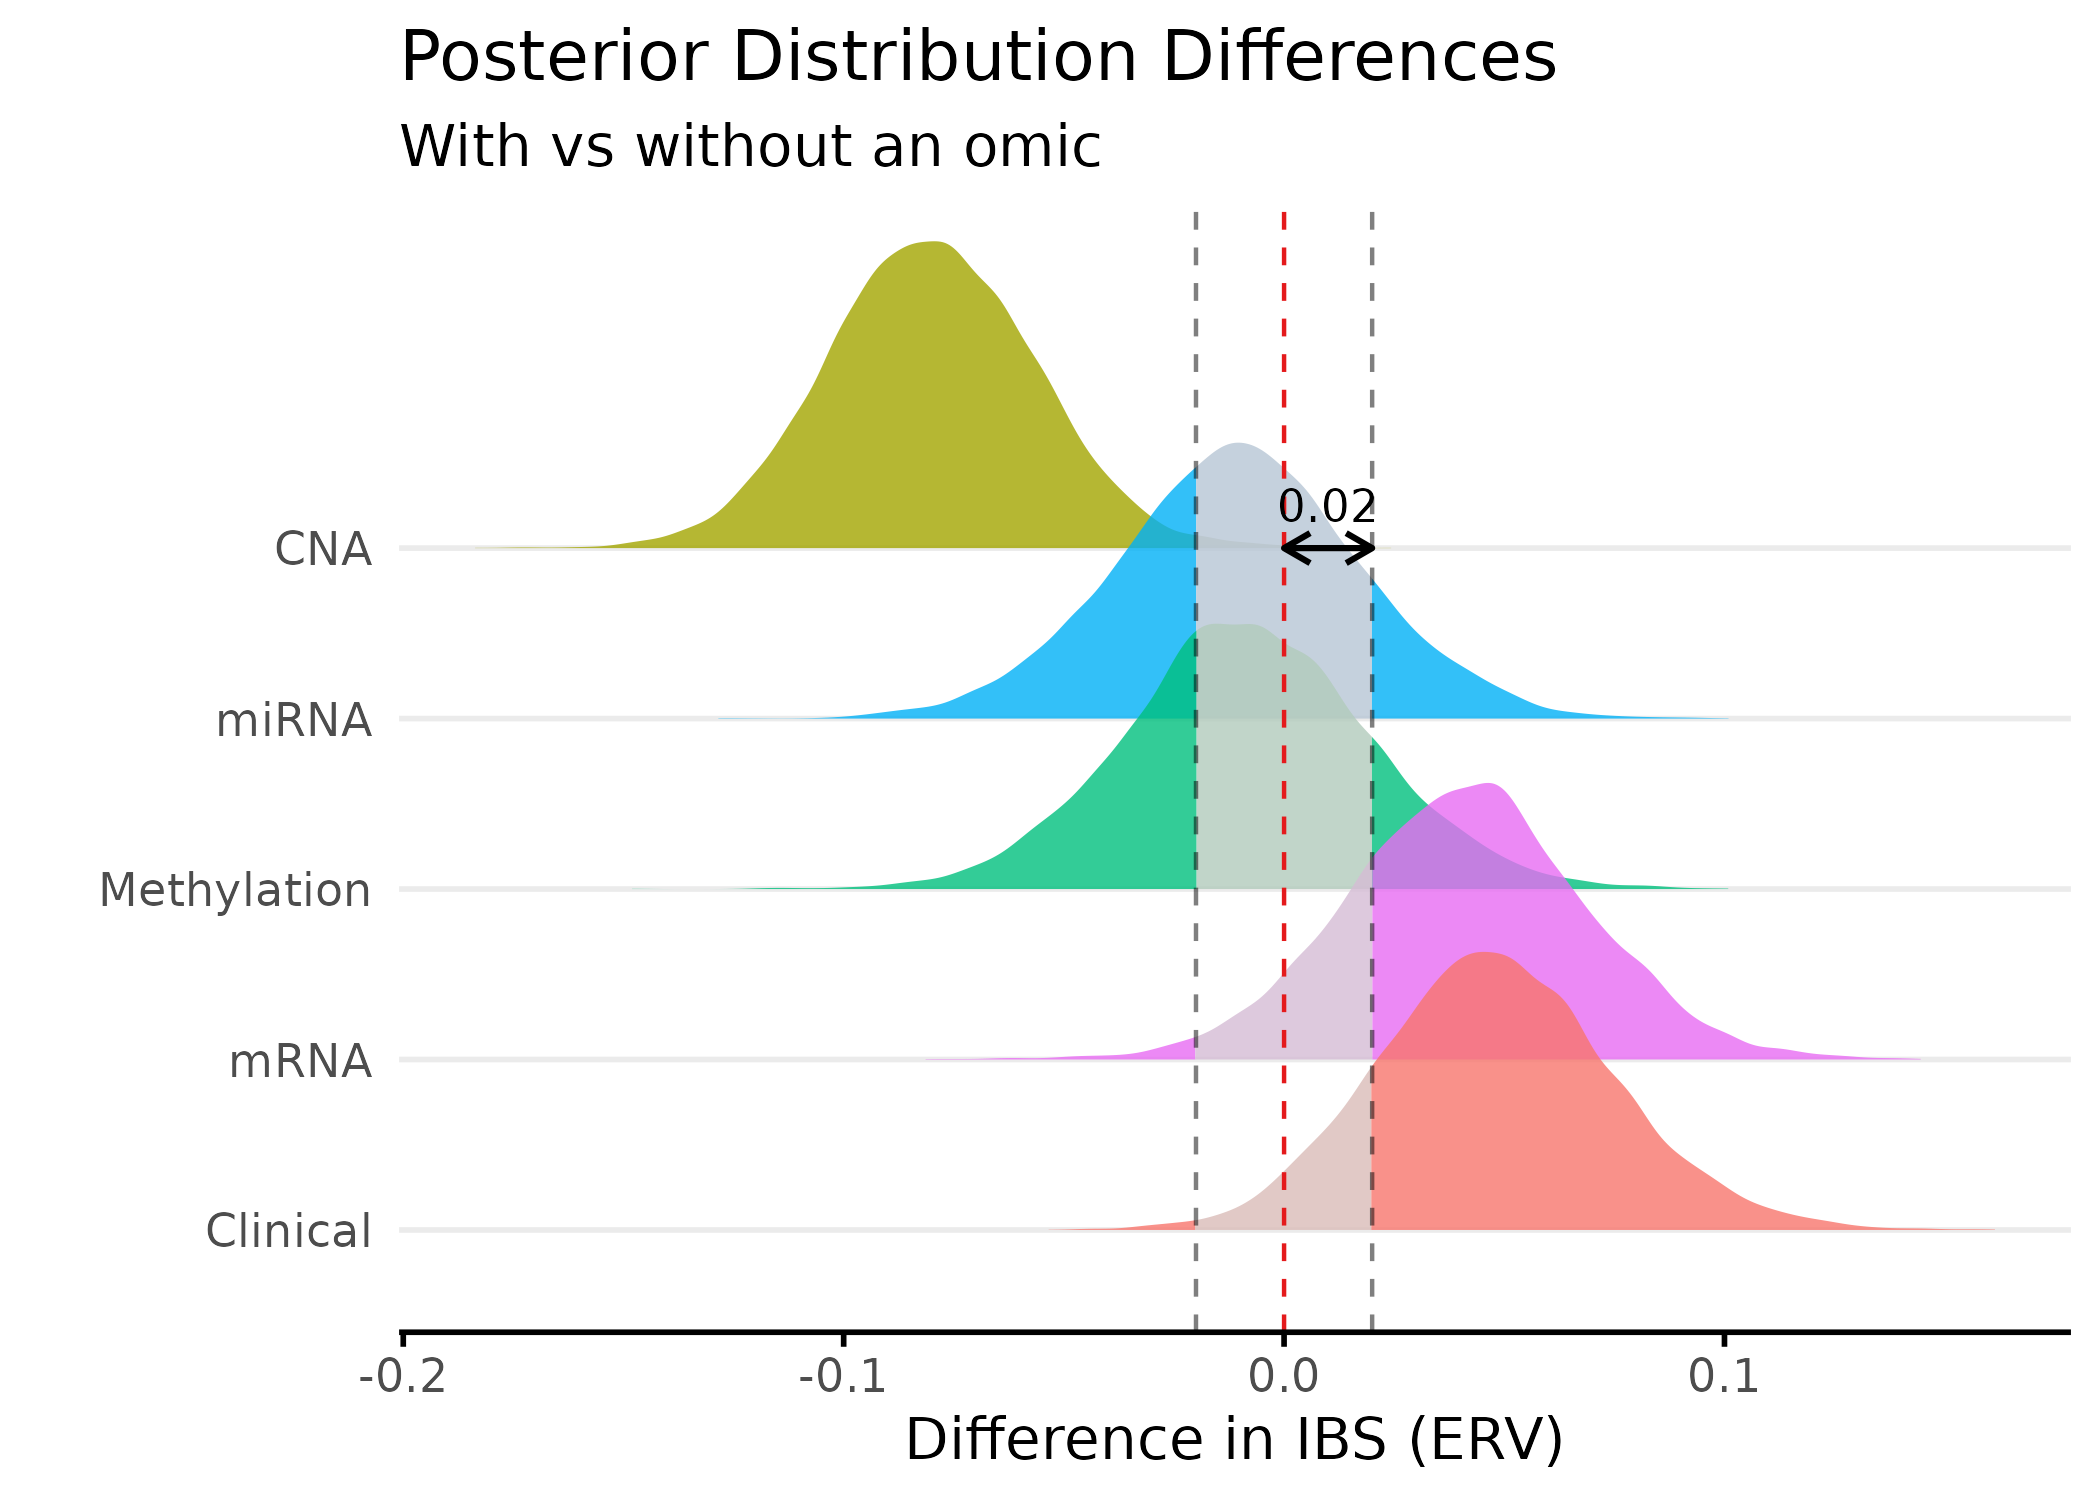 Posterior Distribution Differences
With vs without an omic
0.02
CNA
miRNA
Methylation
mRNA
Clinical
-0.2 -0.1 0.0 0.1
Difference in IBS (ERV)